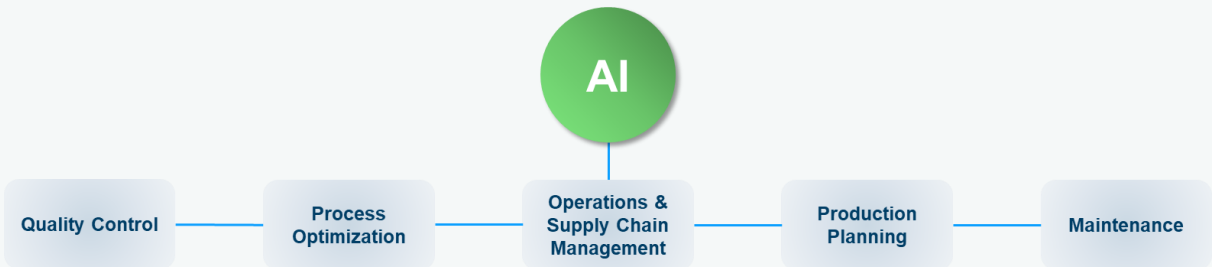 AI
Quality Control
Process
Optimization
Operations &
Supply Chain
Management
Production
Planning
Maintenance